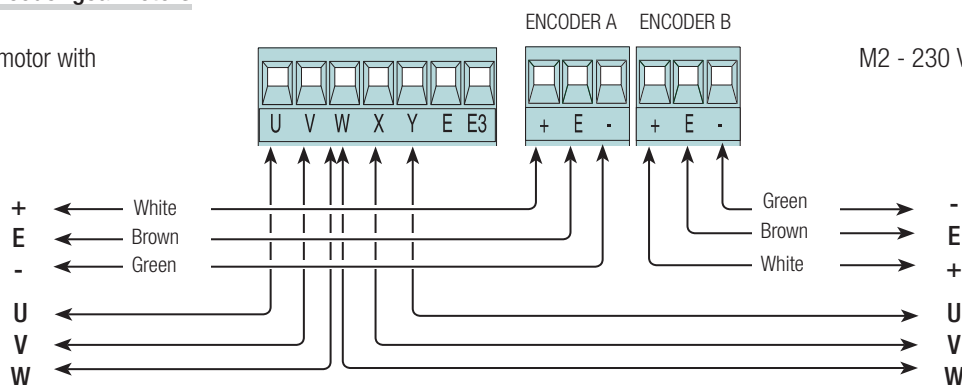 ENCODER A ENCODER B
motor with
M2 - 230 V
U V W X Y E E3 + E - + E -
+ White Green -
E Brown Brown E
- Green White +
U U
V V
W W